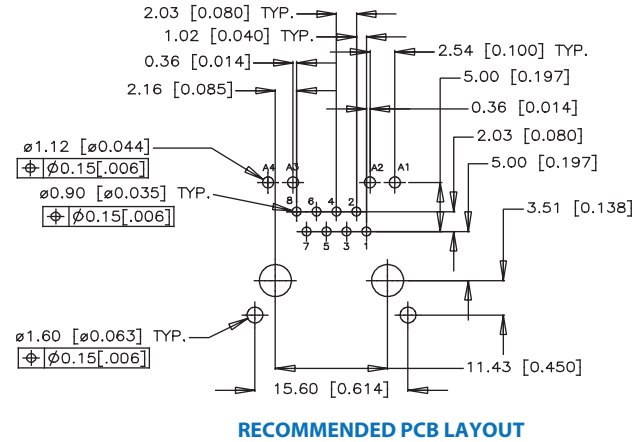 2.03 [0.080] TYP.
1.02 [0.040] TYP.
2.54 [0.100] TYP.
0.36 [0.014]
5.00 [0.197]
2.16 [0.085]
0.36 [0.014]
2.03 [0.080]
ø1.12 [ø0.044]
A4 A3 A2 A1
5.00 [0.197]
⌖ Ø0.15[.006]
ø0.90 [ø0.035] TYP.
8 6 4 2
3.51 [0.138]
⌖ Ø0.15[.006]
7 5 3 1
ø1.60 [ø0.063] TYP.
⌖ Ø0.15[.006]
11.43 [0.450]
15.60 [0.614]
RECOMMENDED PCB LAYOUT